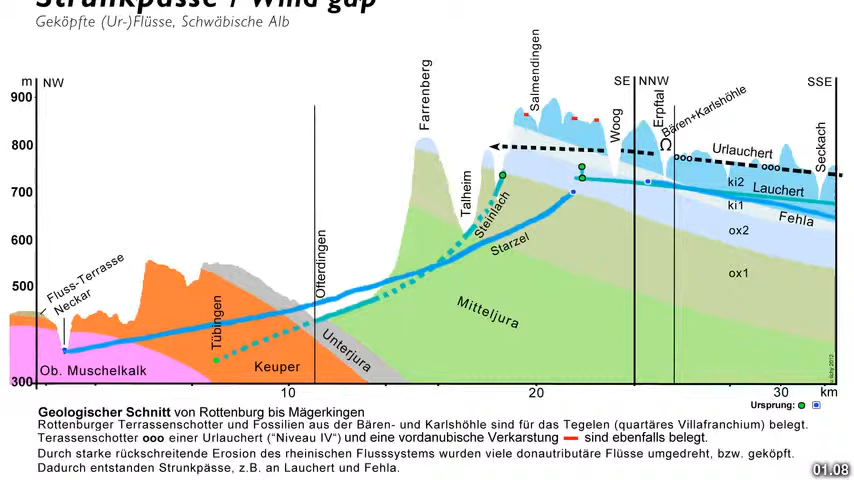 Strunkpässe / Wind gap
Geköpfte (Ur-)Flüsse, Schwäbische Alb
m NW
SE NNW
SSE
900
800
700
600
500
300
Farrenberg
Salmendingen
Woog
Erpftal
Bären+Karlshöhle
Urlauchert
Seckach
Talheim
Steinlach
Starzel
ki2
Lauchert
ki1
Fehla
ox2
ox1
Fluss-Terrasse
Neckar
Ofterdingen
Tübingen
Mitteljura
Unterjura
Keuper
Ob. Muschelkalk
10
20
30
km
Ursprung:
Geologischer Schnitt von Rottenburg bis Mägerkingen
Rottenburger Terrassenschotter und Fossilien aus der Bären- und Karlshöhle sind für das Tegelen (quartäres Villafranchium) belegt.
Terassenschotter ooo einer Urlauchert ("Niveau IV") und eine vordanubische Verkarstung — sind ebenfalls belegt.
Durch starke rückschreitende Erosion des rheinischen Flusssystems wurden viele donautributäre Flüsse umgedreht, bzw. geköpft.
Dadurch entstanden Strunkpässe, z.B. an Lauchert und Fehla.
01.08